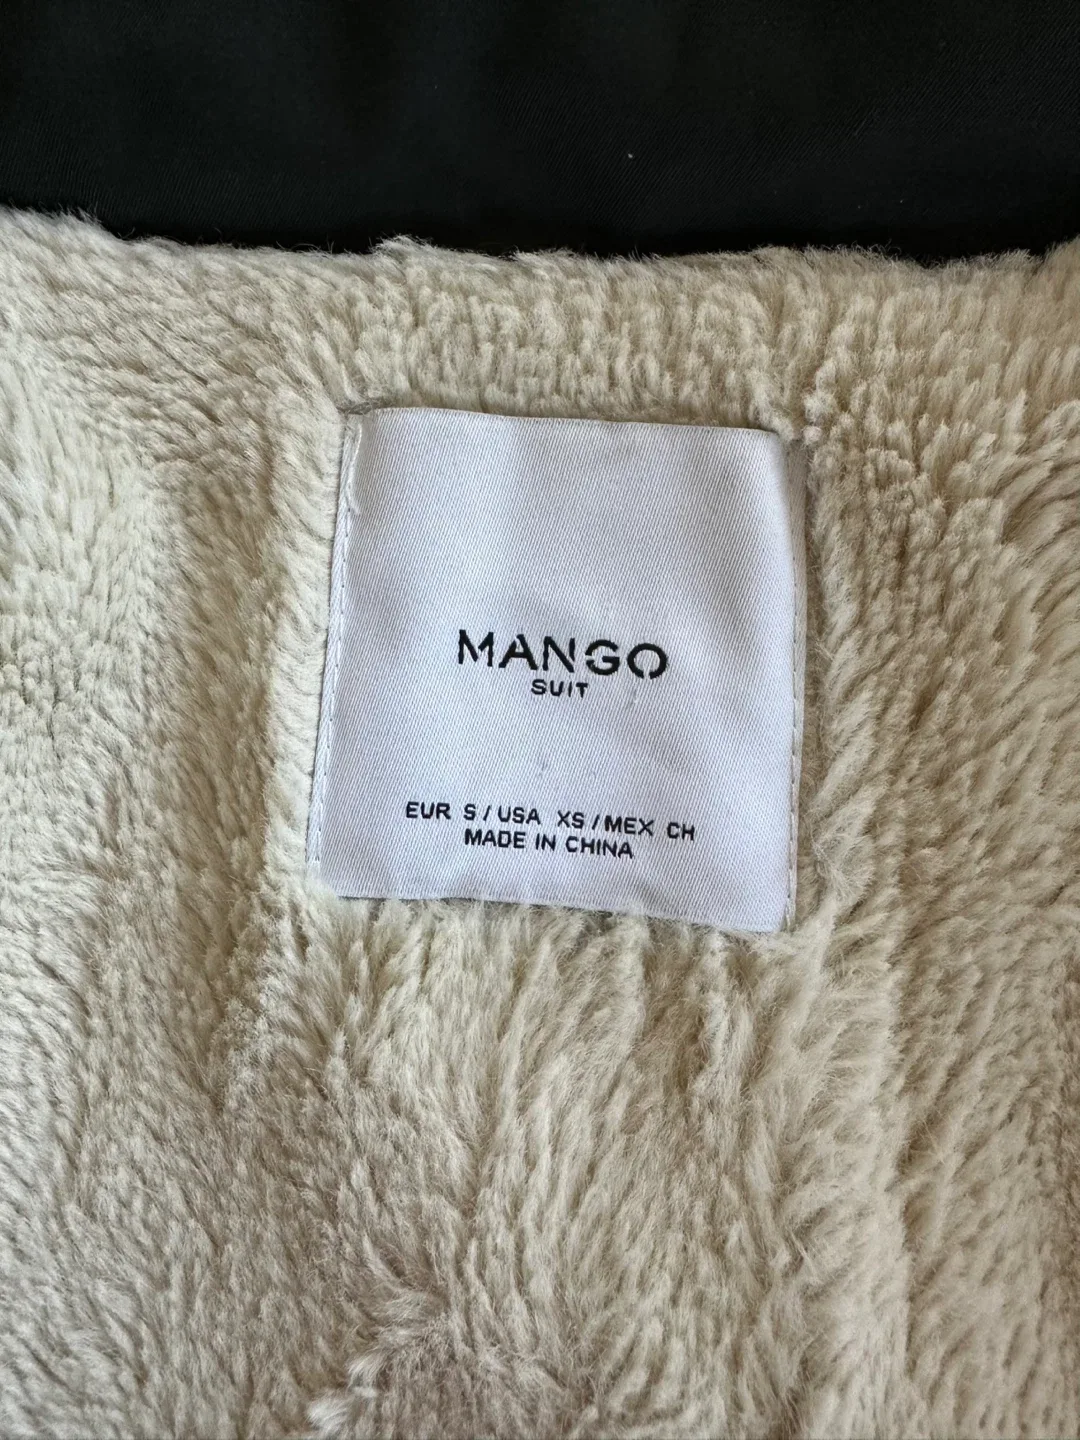 MANGO
SUIT
EUR S / USA XS / MEX CH
MADE IN CHINA